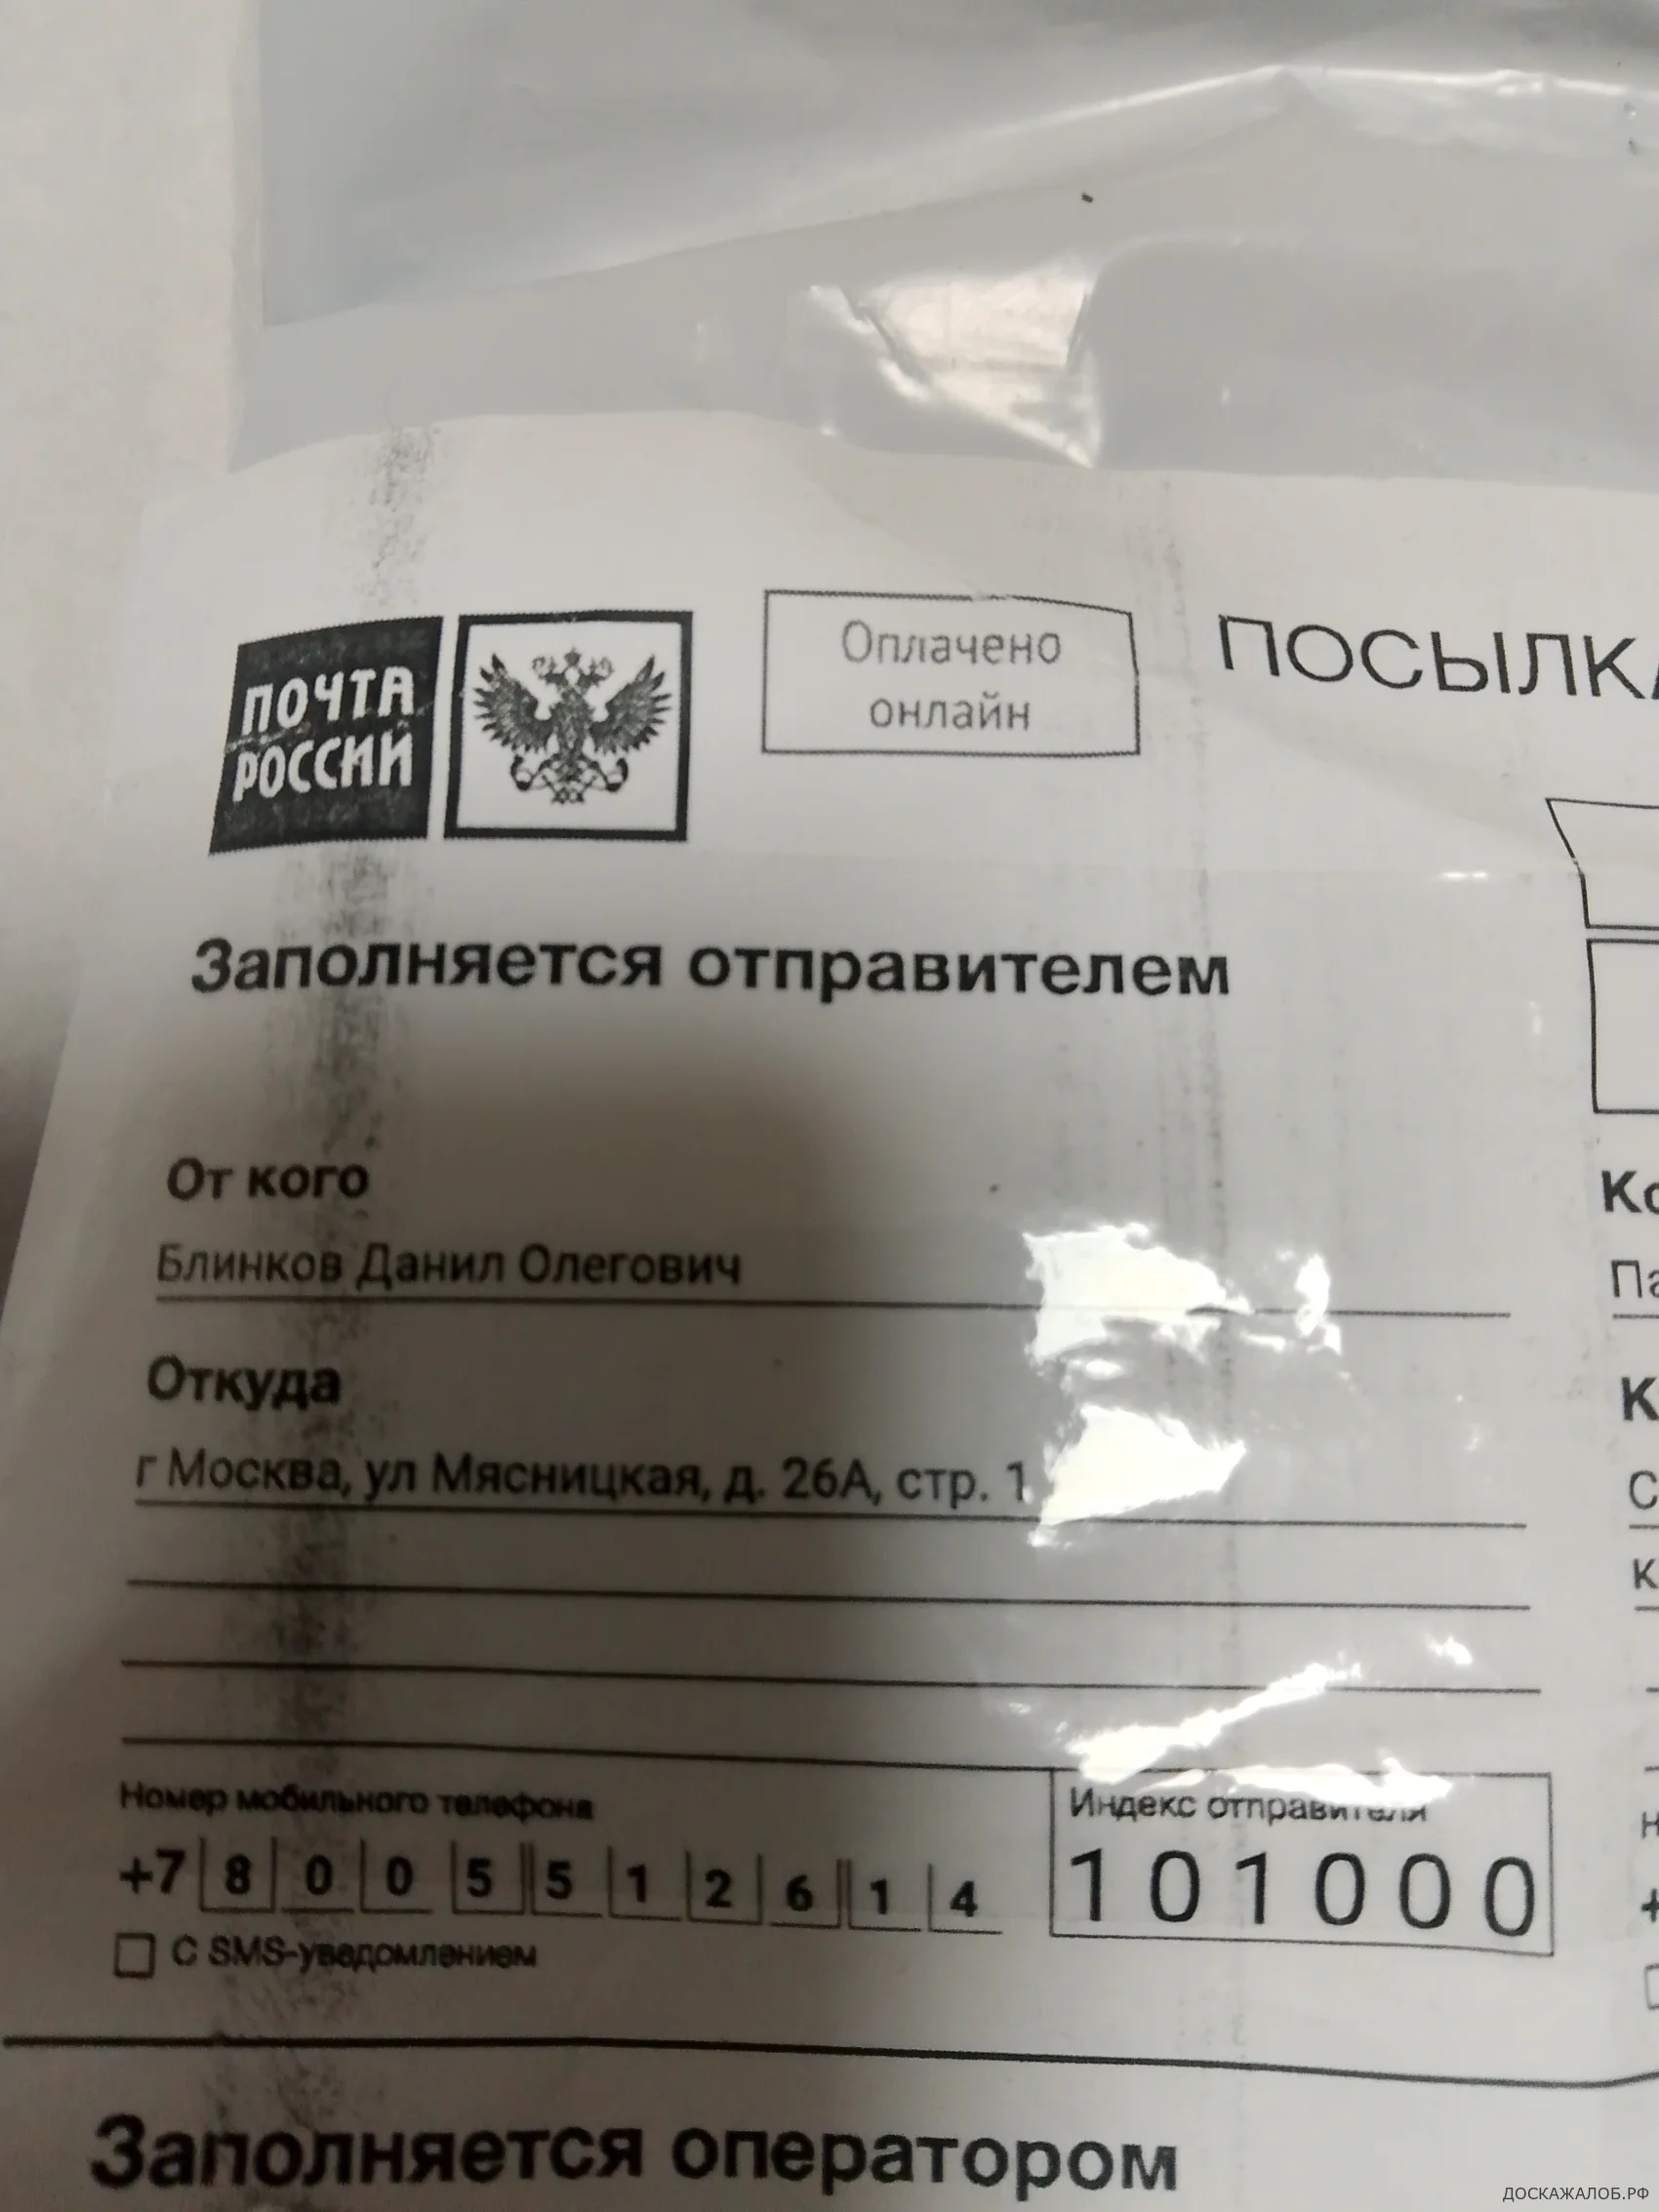 ПОЧТА
РОССИИ
Оплачено
онлайн
ПОСЫЛКА
Заполняется отправителем
От кого
Блинков Данил Олегович
Откуда
г Москва, ул Мясницкая, д. 26А, стр. 1
Номер мобильного телефона
+7 8 0 0 5 5 1 2 6 1 4
С SMS-уведомлением
Индекс отправителя
101000
Заполняется оператором
ДОСКАЖАЛОБ.РФ